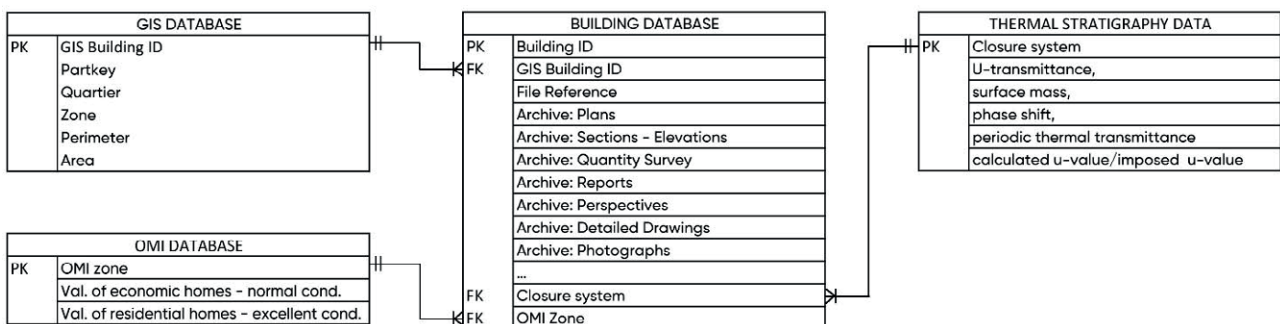 GIS DATABASE
PK GIS Building ID
Partkey
Quartier
Zone
Perimeter
Area
OMI DATABASE
PK OMI zone
Val. of economic homes - normal cond.
Val. of residential homes - excellent cond.
BUILDING DATABASE
PK Building ID
FK GIS Building ID
File Reference
Archive: Plans
Archive: Sections - Elevations
Archive: Quantity Survey
Archive: Reports
Archive: Perspectives
Archive: Detailed Drawings
Archive: Photographs
...
FK Closure system
FK OMI Zone
THERMAL STRATIGRAPHY DATA
PK Closure system
U-transmittance,
surface mass,
phase shift,
periodic thermal transmittance
calculated u-value/imposed u-value